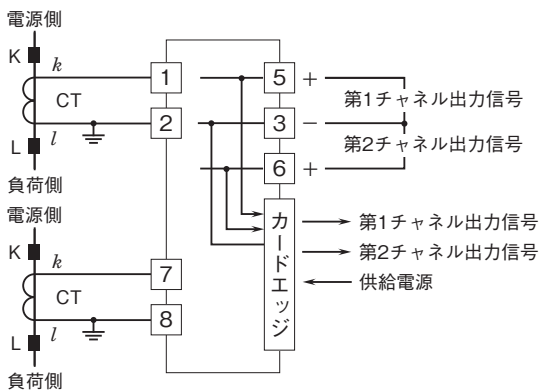 電源側
K
k
CT
L
l
負荷側
電源側
K
k
CT
L
l
負荷側
1
2
7
8
5 +
第1チャネル出力信号
3 −
第2チャネル出力信号
6 +
カードエッジ
第1チャネル出力信号
第2チャネル出力信号
供給電源